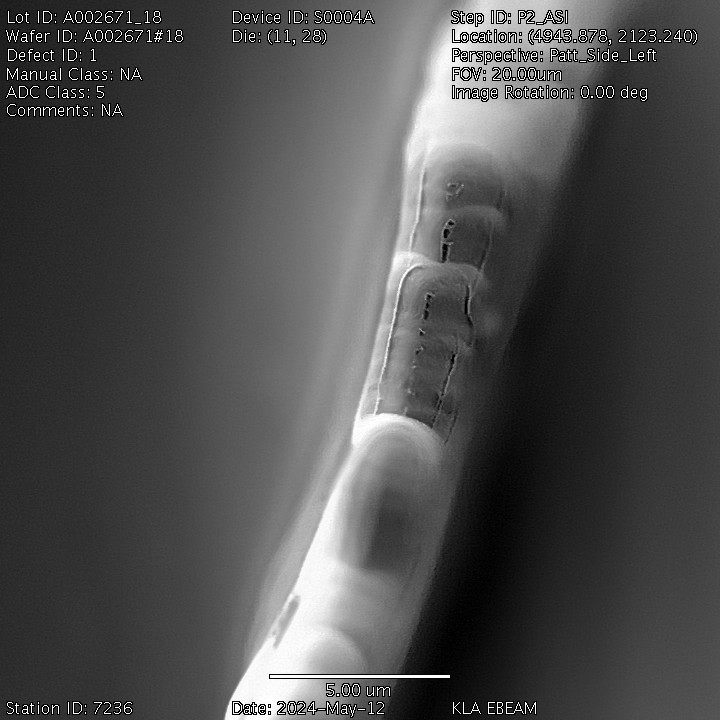 Lot ID: A002671_18
Wafer ID: A002671#18
Defect ID: 1
Manual Class: NA
ADC Class: 5
Comments: NA
Device ID: S0004A
Die: (11, 28)
Step ID: P2_ASI
Location: (4943.878, 2123.240)
Perspective: Patt_Side_Left
FOV: 20.00um
Image Rotation: 0.00 deg
5.00 um
Station ID: 7236
Date: 2024-May-12
KLA EBEAM